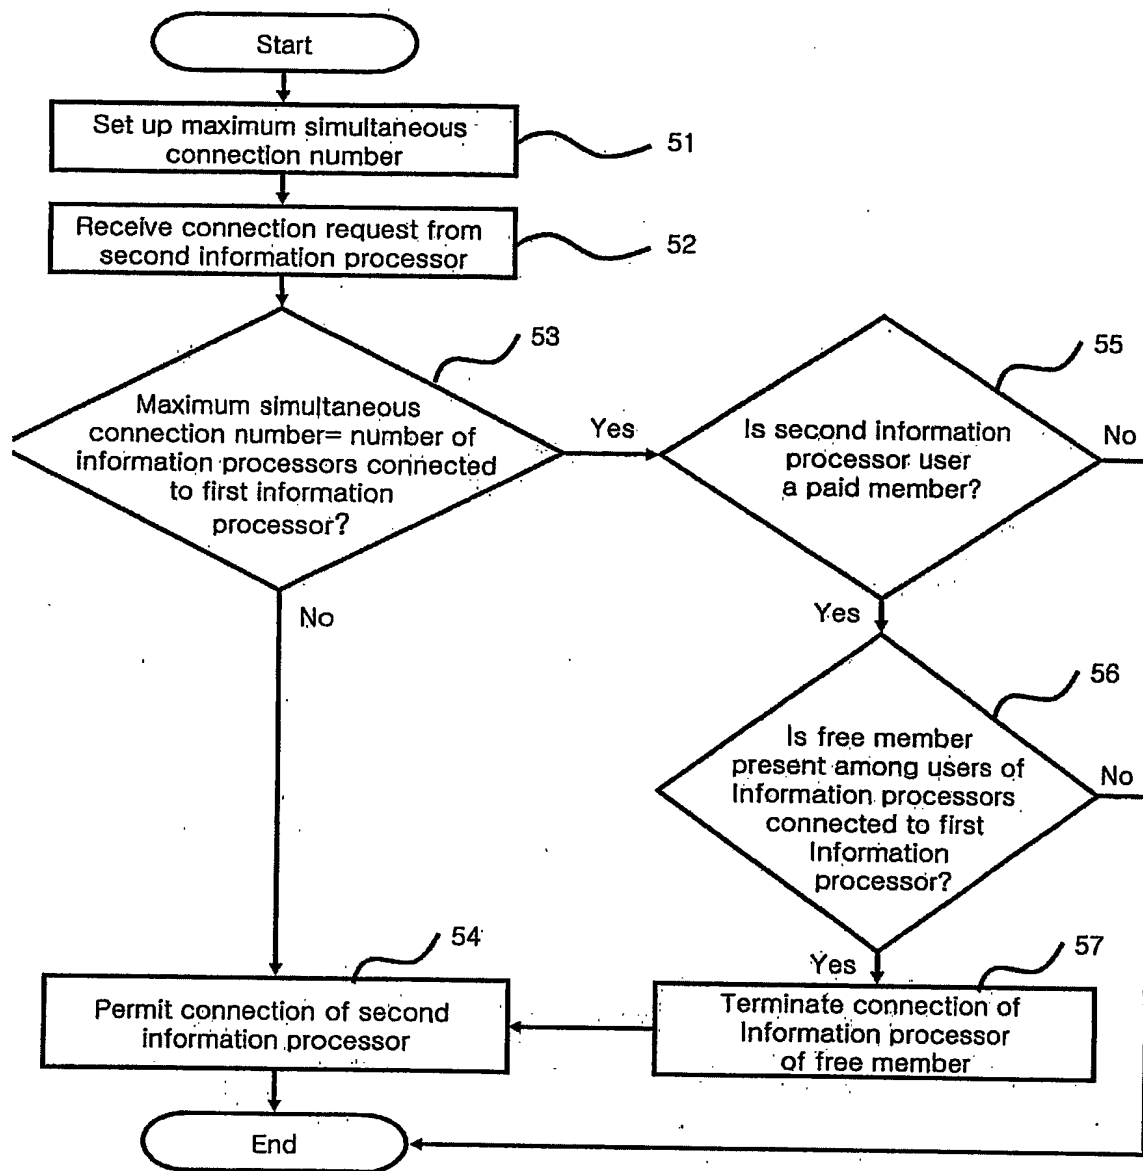 Start
Set up maximum simultaneous
connection number
51
Receive connection request from
second information processor
52
53
Maximum simultaneous
connection number= number of
information processors connected
to first information
processor?
Yes
No
55
Is second information
processor user
a paid member?
No
Yes
56
Is free member
present among users of
Information processors
connected to first
Information
processor?
No
Yes
54
Permit connection of second
information processor
57
Terminate connection of
Information processor
of free member
End